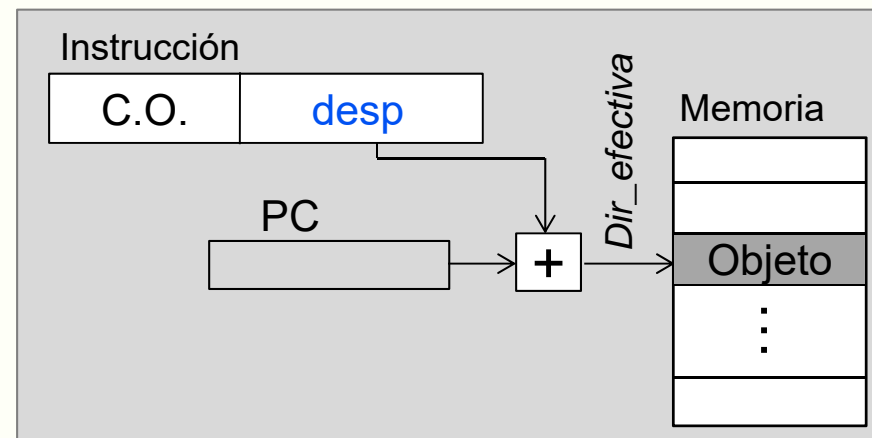 Instrucción
C.O.
desp
Dir_efectiva
Memoria
PC
+
Objeto
⋮